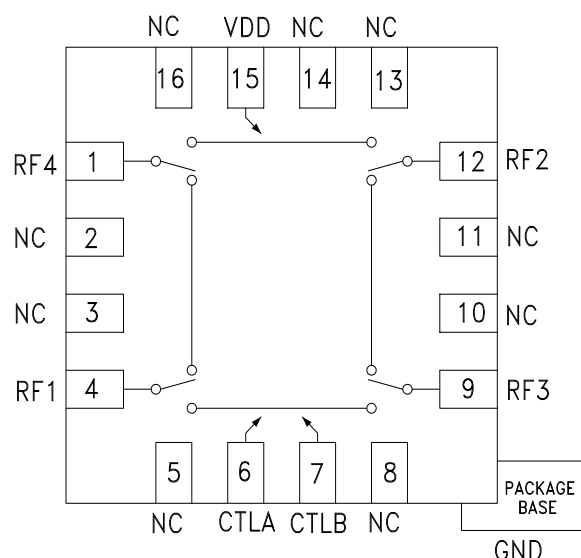 NC VDD NC NC
16 15 14 13
RF4 1 12 RF2
NC 2 11 NC
NC 3 10 NC
RF1 4 9 RF3
5 6 7 8
NC CTLA CTLB NC
PACKAGE
BASE
GND